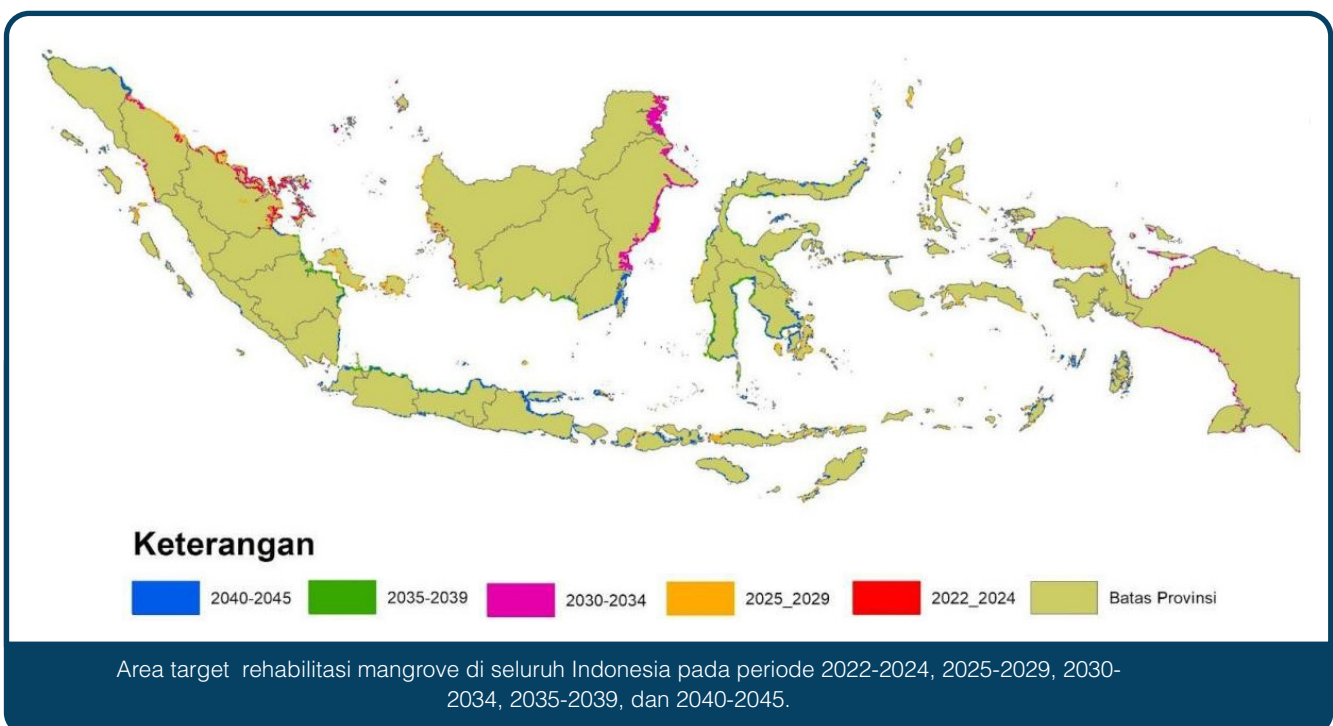 Keterangan
2040-2045
2035-2039
2030-2034
2025_2029
2022_2024
Batas Provinsi
Area target rehabilitasi mangrove di seluruh Indonesia pada periode 2022-2024, 2025-2029, 2030-
2034, 2035-2039, dan 2040-2045.